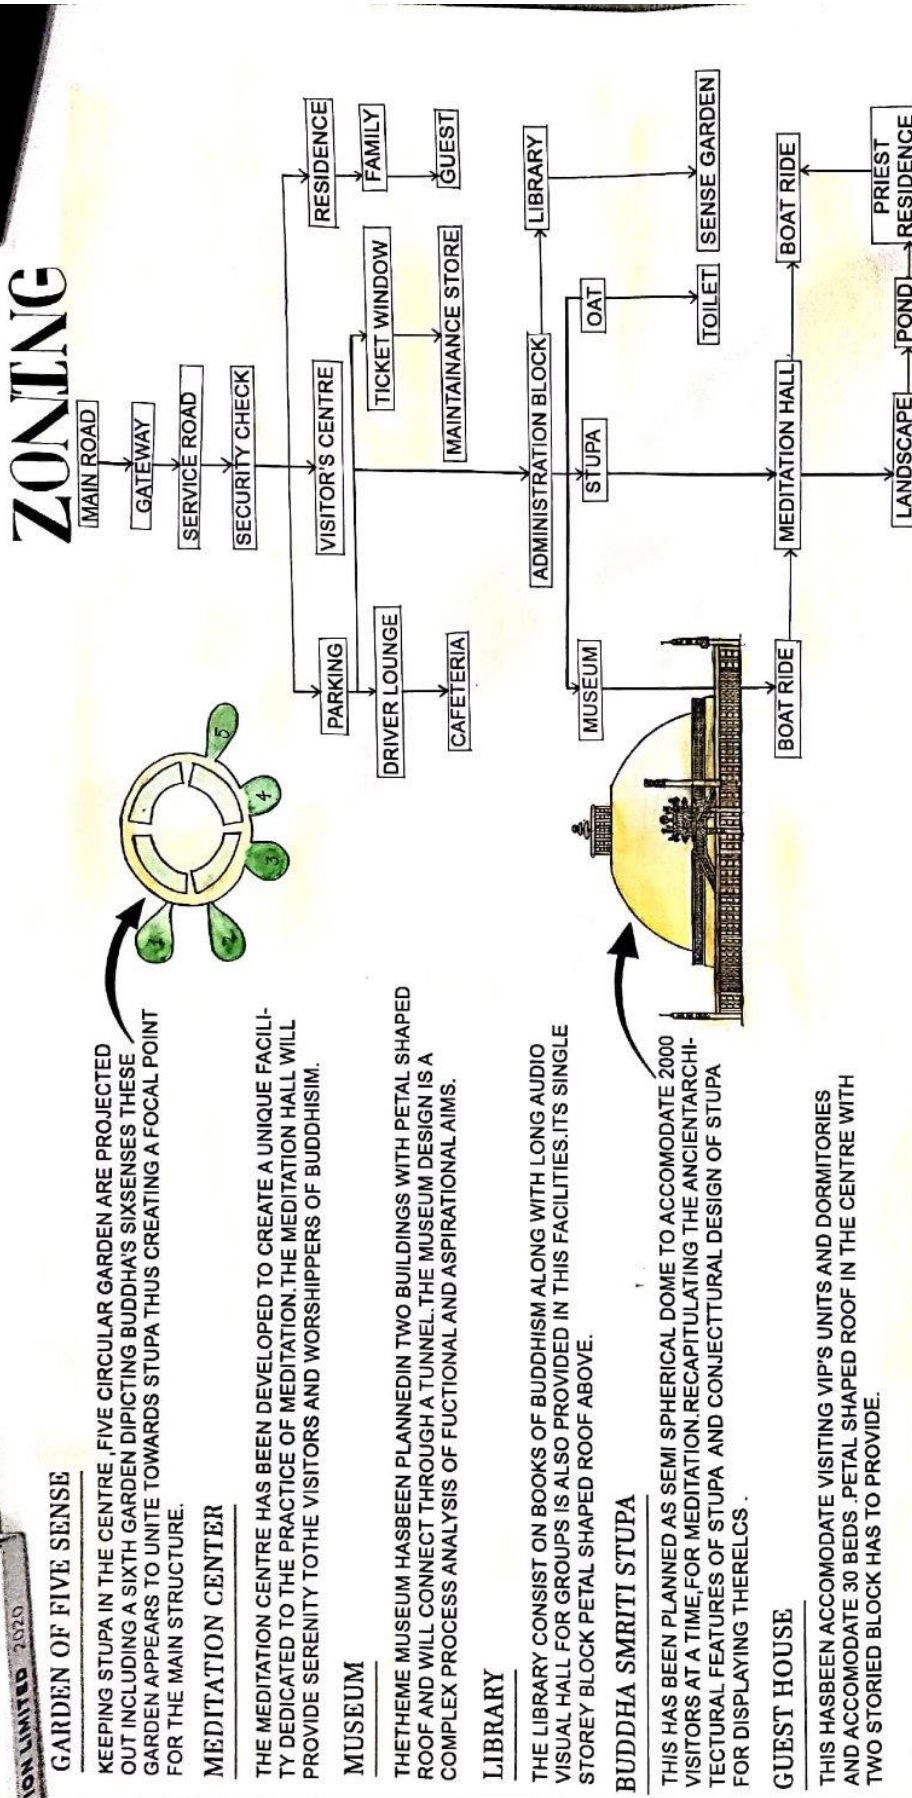 ION LIMITED 2020
GARDEN OF FIVE SENSE
KEEPING STUPA IN THE CENTRE ,FIVE CIRCULAR GARDEN ARE PROJECTED
OUT INCLUDING A SIXTH GARDEN DIPICTING BUDDHA'S SIXSENSES THESE
GARDEN APPEARS TO UNITE TOWARDS STUPA THUS CREATING A FOCAL POINT
FOR THE MAIN STRUCTURE.
MEDITATION CENTER
THE MEDITATION CENTRE HAS BEEN DEVELOPED TO CREATE A UNIQUE FACILI-
TY DEDICATED TO THE PRACTICE OF MEDITATION.THE MEDITATION HALL WILL
PROVIDE SERENITY TOTHE VISITORS AND WORSHIPPERS OF BUDDHISIM.
MUSEUM
THETHEME MUSEUM HASBEEN PLANNEDIN TWO BUILDINGS WITH PETAL SHAPED
ROOF AND WILL CONNECT THROUGH A TUNNEL.THE MUSEUM DESIGN IS A
COMPLEX PROCESS ANALYSIS OF FUCTIONAL AND ASPIRATIONAL AIMS.
LIBRARY
THE LIBRARY CONSIST ON BOOKS OF BUDDHISM ALONG WITH LONG AUDIO
VISUAL HALL FOR GROUPS IS ALSO PROVIDED IN THIS FACILITIES.ITS SINGLE
STOREY BLOCK PETAL SHAPED ROOF ABOVE.
BUDDHA SMRITI STUPA
THIS HAS BEEN PLANNED AS SEMI SPHERICAL DOME TO ACCOMODATE 2000
VISITORS AT A TIME,FOR MEDITATION.RECAPITULATING THE ANCIENTARCHI-
TECTURAL FEATURES OF STUPA AND CONJECTTURAL DESIGN OF STUPA
FOR DISPLAYING THERELCS .
GUEST HOUSE
THIS HASBEEN ACCOMODATE VISITING VIP'S UNITS AND DORMITORIES
AND ACCOMODATE 30 BEDS .PETAL SHAPED ROOF IN THE CENTRE WITH
TWO STORIED BLOCK HAS TO PROVIDE.
1
2
3
4
5
ZONING
MAIN ROAD
GATEWAY
SERVICE ROAD
SECURITY CHECK
PARKING
VISITOR'S CENTRE
RESIDENCE
DRIVER LOUNGE
TICKET WINDOW
FAMILY
CAFETERIA
MAINTAINANCE STORE
GUEST
ADMINISTRATION BLOCK
LIBRARY
MUSEUM
STUPA
OAT
TOILET
SENSE GARDEN
BOAT RIDE
MEDITATION HALL
BOAT RIDE
LANDSCAPE
POND
PRIEST
RESIDENCE